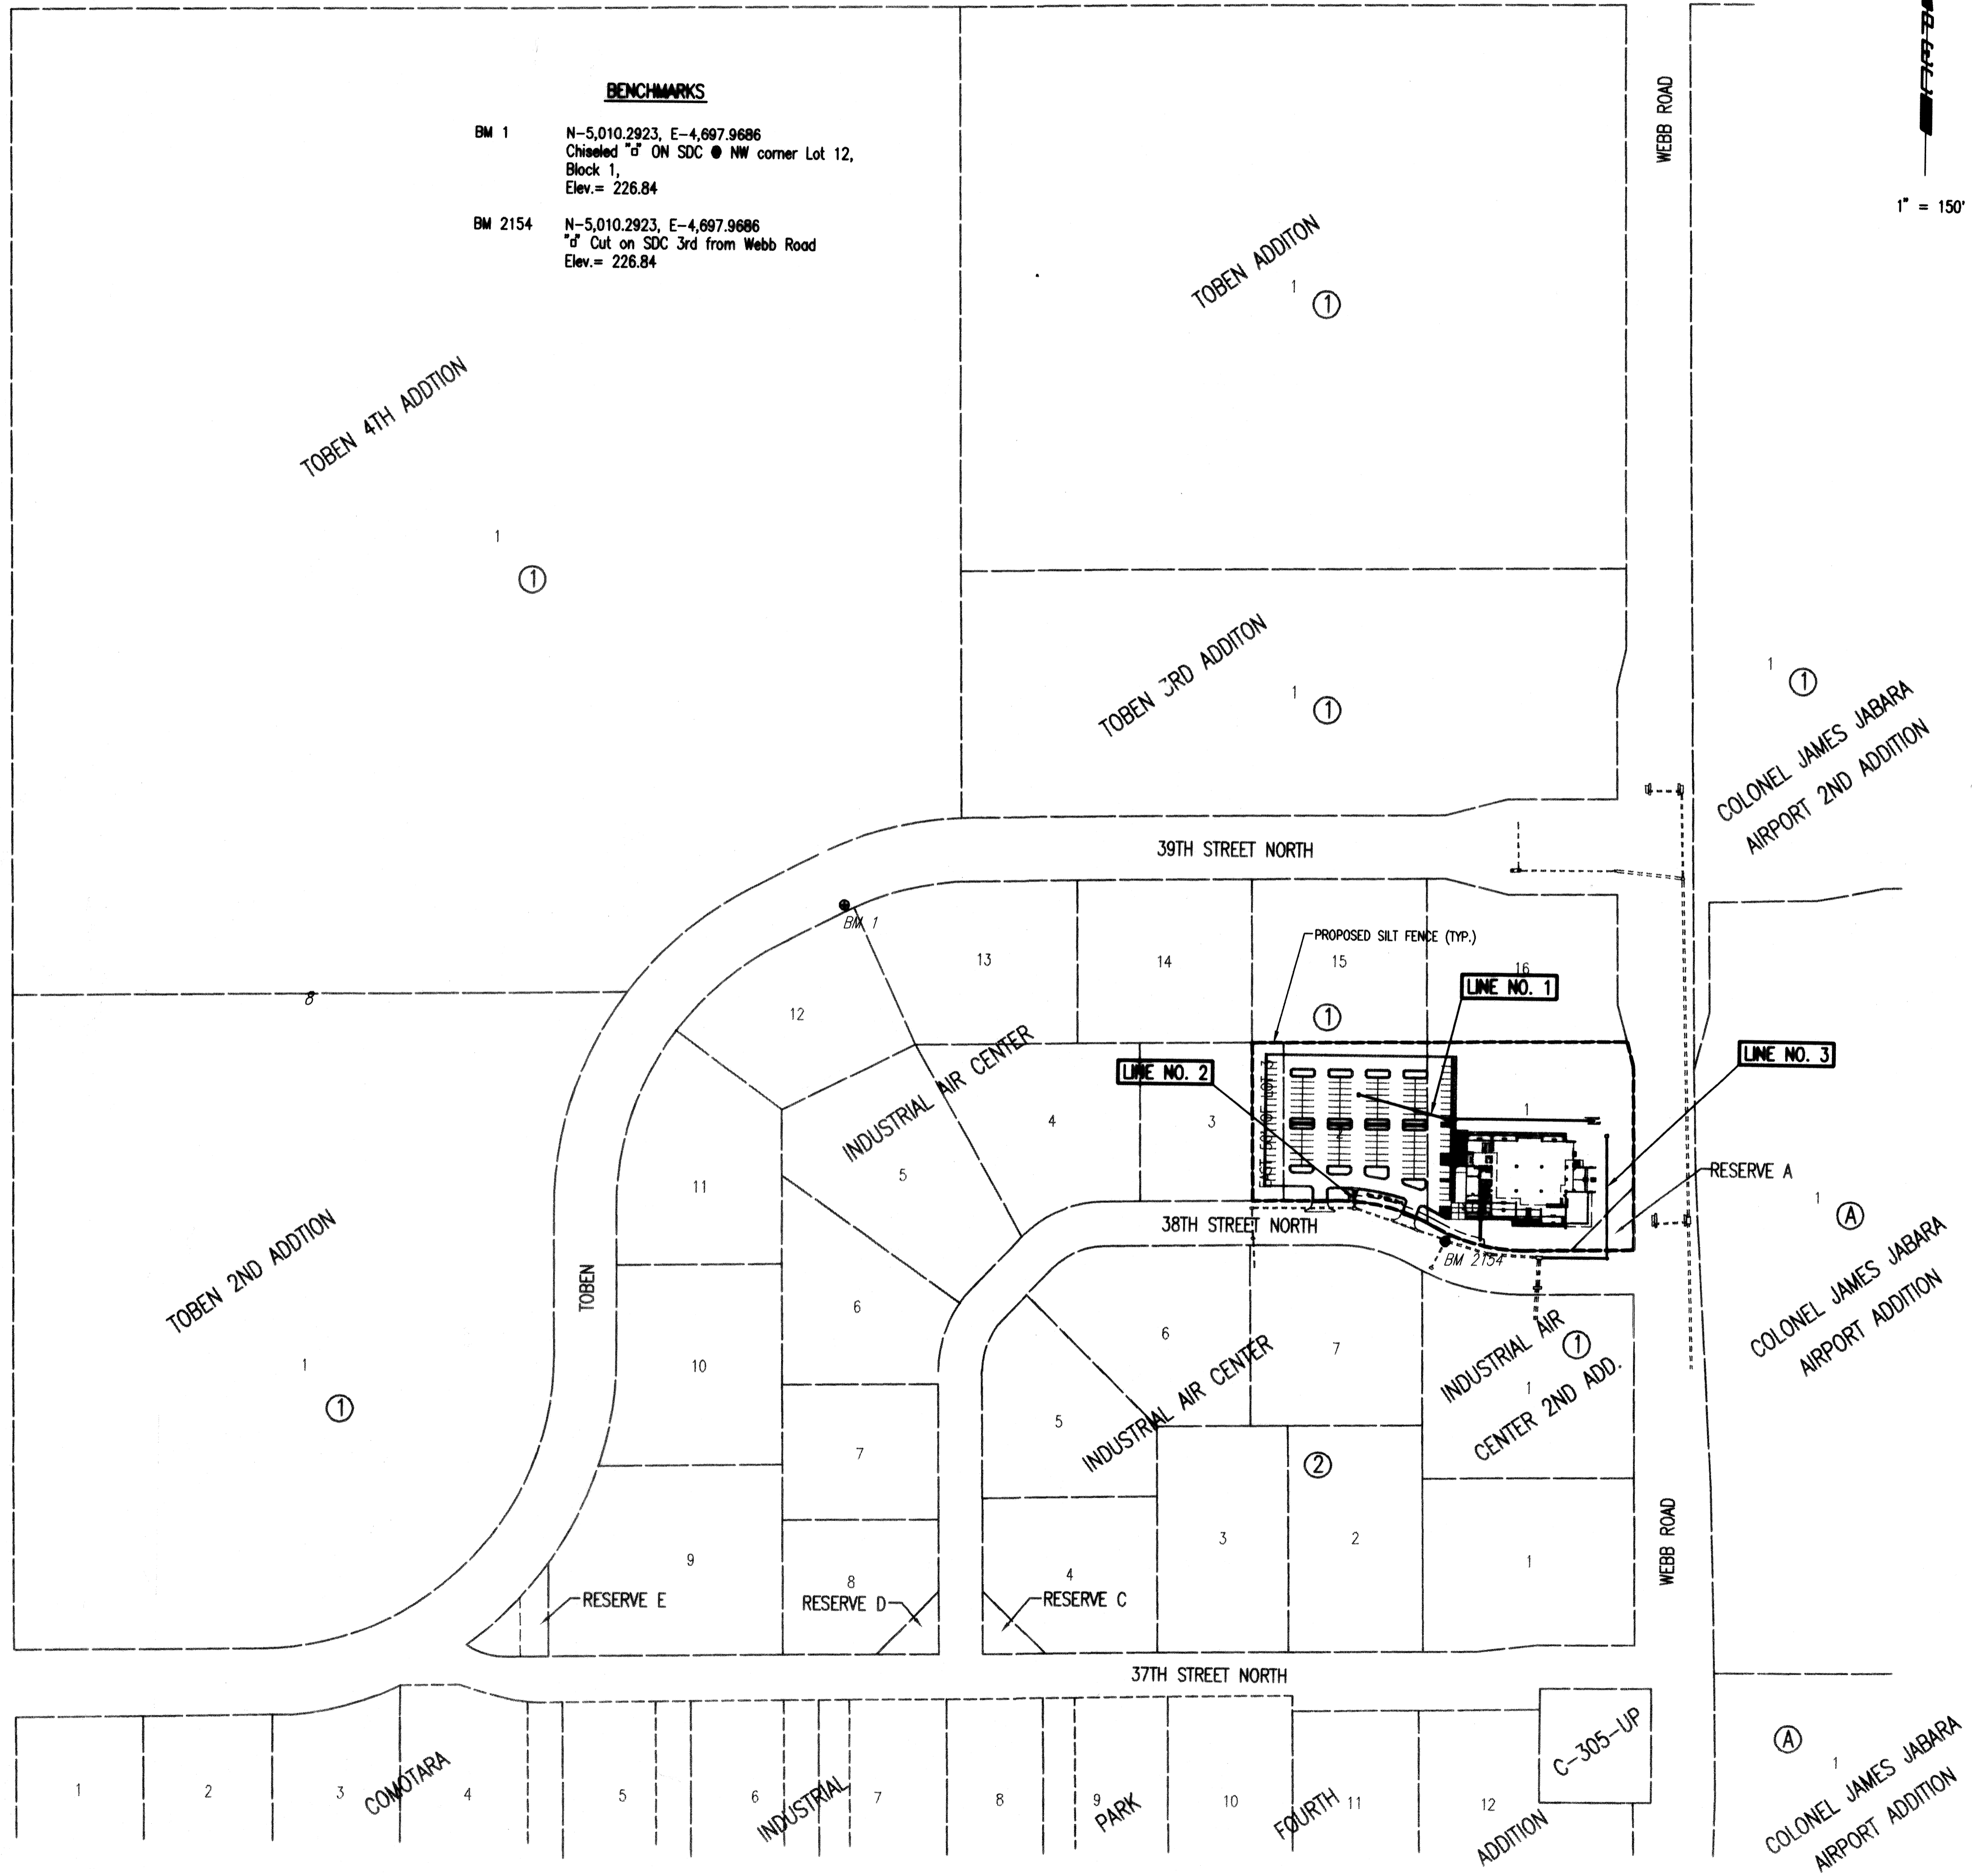 BENCHMARKS
BM 1 N-5,010.2923, E-4,697.9686
Chiseled "□" ON SDC ● NW corner Lot 12,
Block 1,
Elev.= 226.84
BM 2154 N-5,010.2923, E-4,697.9686
"□" Cut on SDC 3rd from Webb Road
Elev.= 226.84
WEBB ROAD
1" = 150'
TOBEN ADDITON
1
1
TOBEN 4TH ADDTION
1
1
TOBEN 3RD ADDITON
1
1
1
1
COLONEL JAMES JABARA
AIRPORT 2ND ADDITION
39TH STREET NORTH
BM 1
PROPOSED SILT FENCE (TYP.)
13
14
15
16
LINE NO. 1
8
12
1
INDUSTRIAL AIR CENTER
LINE NO. 2
LINE NO. 3
4
3
2
1
5
RESERVE A
11
1
A
38TH STREET NORTH
BM 2154
COLONEL JAMES JABARA
AIRPORT ADDITION
TOBEN 2ND ADDTION
1
1
TOBEN
6
10
6
7
INDUSTRIAL AIR
1
1
CENTER 2ND ADD.
INDUSTRIAL AIR CENTER
5
7
2
9
8
4
3
2
1
WEBB ROAD
RESERVE E
RESERVE D
RESERVE C
37TH STREET NORTH
C-305-UP
A
1
COLONEL JAMES JABARA
AIRPORT ADDITION
1
2
3
COMOTARA
4
5
6
INDUSTRIAL
7
8
9
PARK
10
FOURTH
11
12
ADDITION